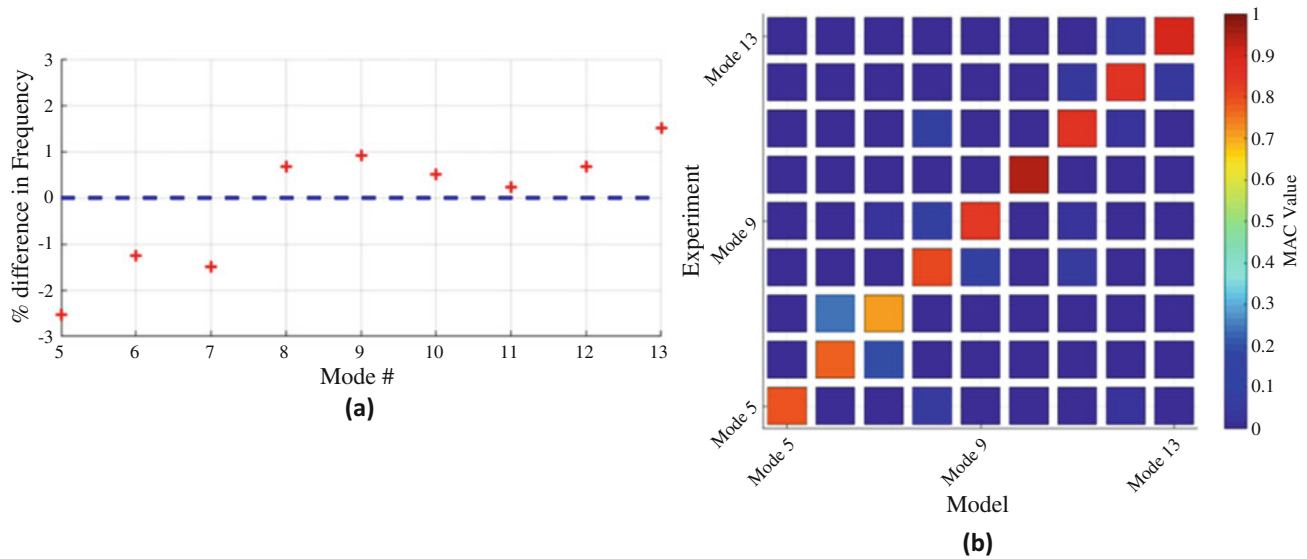 % difference in Frequency
3
2
1
0
-1
-2
-3
5 6 7 8 9 10 11 12 13
Mode #
(a)
Experiment
Mode 13
Mode 9
Mode 5
Mode 5 Mode 9 Mode 13
Model
(b)
1
0.9
0.8
0.7
0.6
0.5
0.4
0.3
0.2
0.1
0
MAC Value